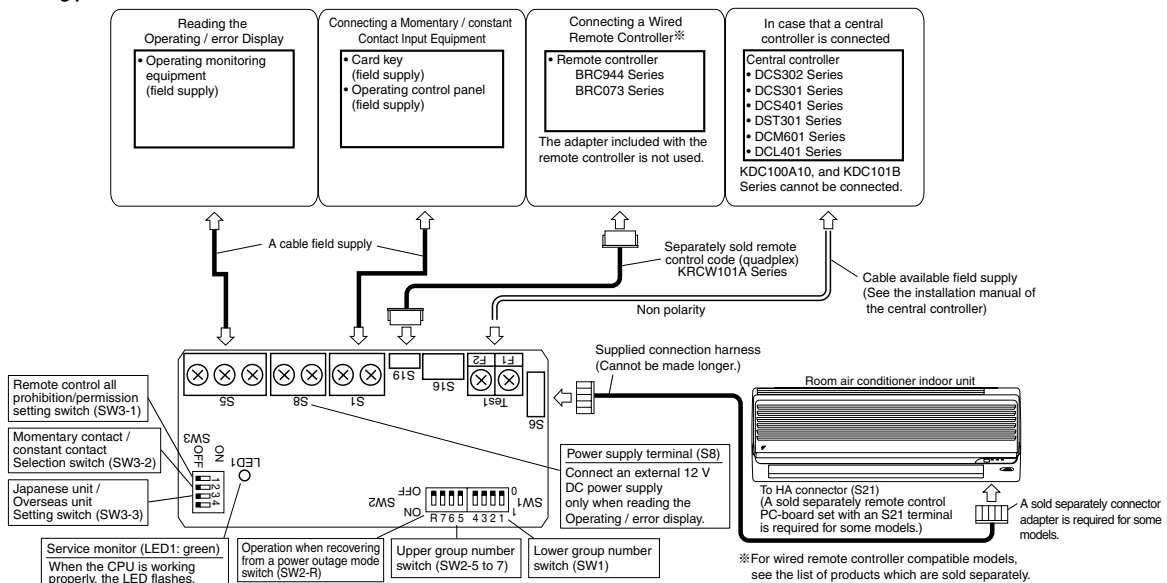 Reading the
Operating / error Display
• Operating monitoring
equipment
(field supply)
Connecting a Momentary / constant
Contact Input Equipment
• Card key
(field supply)
• Operating control panel
(field supply)
Connecting a Wired
Remote Controller※
• Remote controller
BRC944 Series
BRC073 Series
The adapter included with the
remote controller is not used.
In case that a central
controller is connected
Central controller
• DCS302 Series
• DCS301 Series
• DCS401 Series
• DST301 Series
• DCM601 Series
• DCL401 Series
KDC100A10, and KDC101B
Series cannot be connected.
A cable field supply
Separately sold remote
control code (quadplex)
KRCW101A Series
Non polarity
Cable available field supply
(See the installation manual of
the central controller)
Supplied connection harness
(Cannot be made longer.)
Room air conditioner indoor unit
S5
S8
S1
S19
S16
F2
F1
Tes1
S6
Remote control all
prohibition/permission
setting switch (SW3-1)
Momentary contact /
constant contact
Selection switch (SW3-2)
Japanese unit /
Overseas unit
Setting switch (SW3-3)
SW3
ON
OFF
1
2
3
4
LED1
SW2
OFF
ON
R 7 6 5
4 3 2 1
0
1
SW1
Power supply terminal (S8)
Connect an external 12 V
DC power supply
only when reading the
Operating / error display.
To HA connector (S21)
(A sold separately remote control
PC-board set with an S21 terminal
is required for some models.)
A sold separately connector
adapter is required for some
models.
Service monitor (LED1: green)
When the CPU is working
properly, the LED flashes.
Operation when recovering
from a power outage mode
switch (SW2-R)
Upper group number
switch (SW2-5 to 7)
Lower group number
switch (SW1)
※For wired remote controller compatible models,
see the list of products which are sold separately.